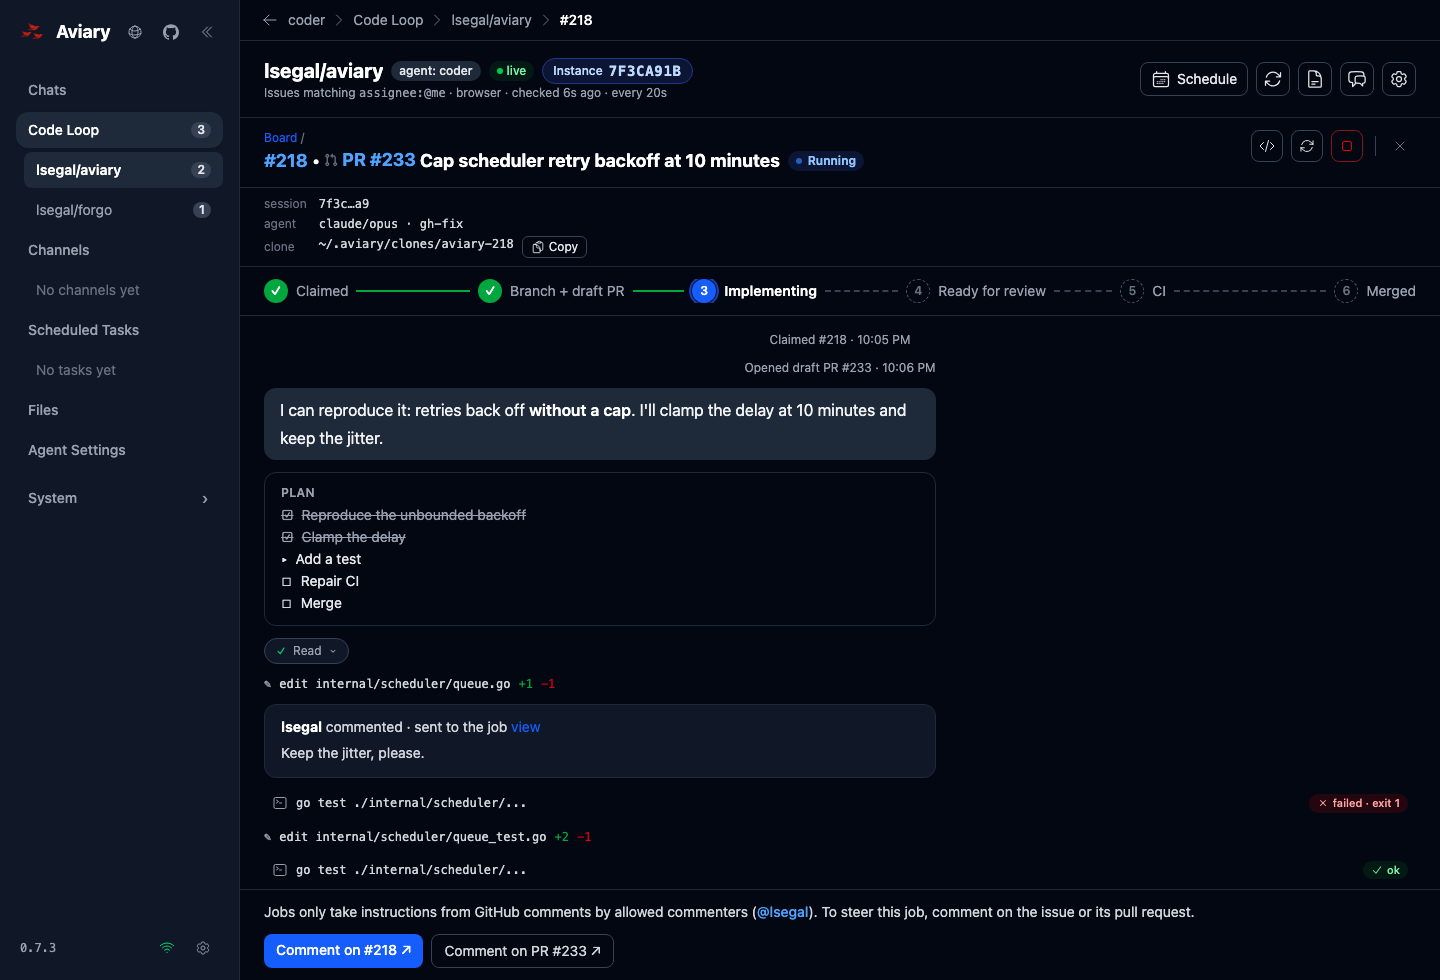 Aviary
Chats
Code Loop 3
lsegal/aviary 2
lsegal/forgo 1
Channels
No channels yet
Scheduled Tasks
No tasks yet
Files
Agent Settings
System
0.7.3
coder
Code Loop
lsegal/aviary
#218
lsegal/aviary agent: coder live Instance 7F3CA91B
Issues matching assignee:@me · browser · checked 6s ago · every 20s
Schedule
Board /
#218 • PR #233 Cap scheduler retry backoff at 10 minutes Running
session 7f3c…a9
agent claude/opus · gh-fix
clone ~/.aviary/clones/aviary-218 Copy
Claimed
Branch + draft PR
3 Implementing
4 Ready for review
5 CI
6 Merged
Claimed #218 · 10:05 PM
Opened draft PR #233 · 10:06 PM
I can reproduce it: retries back off without a cap. I'll clamp the delay at 10 minutes and
keep the jitter.
PLAN
Reproduce the unbounded backoff
Clamp the delay
Add a test
Repair CI
Merge
Read
edit internal/scheduler/queue.go +1 −1
lsegal commented · sent to the job view
Keep the jitter, please.
go test ./internal/scheduler/... failed · exit 1
edit internal/scheduler/queue_test.go +2 −1
go test ./internal/scheduler/... ok
Jobs only take instructions from GitHub comments by allowed commenters (@lsegal). To steer this job, comment on the issue or its pull request.
Comment on #218 ↗
Comment on PR #233 ↗